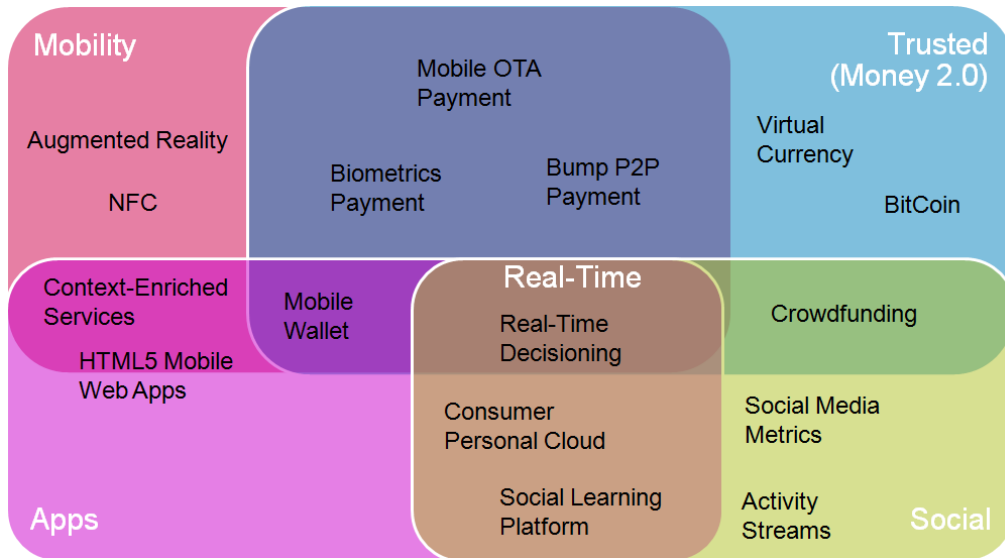 Mobility
Trusted
(Money 2.0)
Mobile OTA
Payment
Virtual
Currency
Augmented Reality
Biometrics
Payment
Bump P2P
Payment
NFC
BitCoin
Real-Time
Context-Enriched
Services
Mobile
Wallet
Real-Time
Decisioning
Crowdfunding
HTML5 Mobile
Web Apps
Consumer
Personal Cloud
Social Media
Metrics
Social Learning
Platform
Activity
Streams
Apps
Social